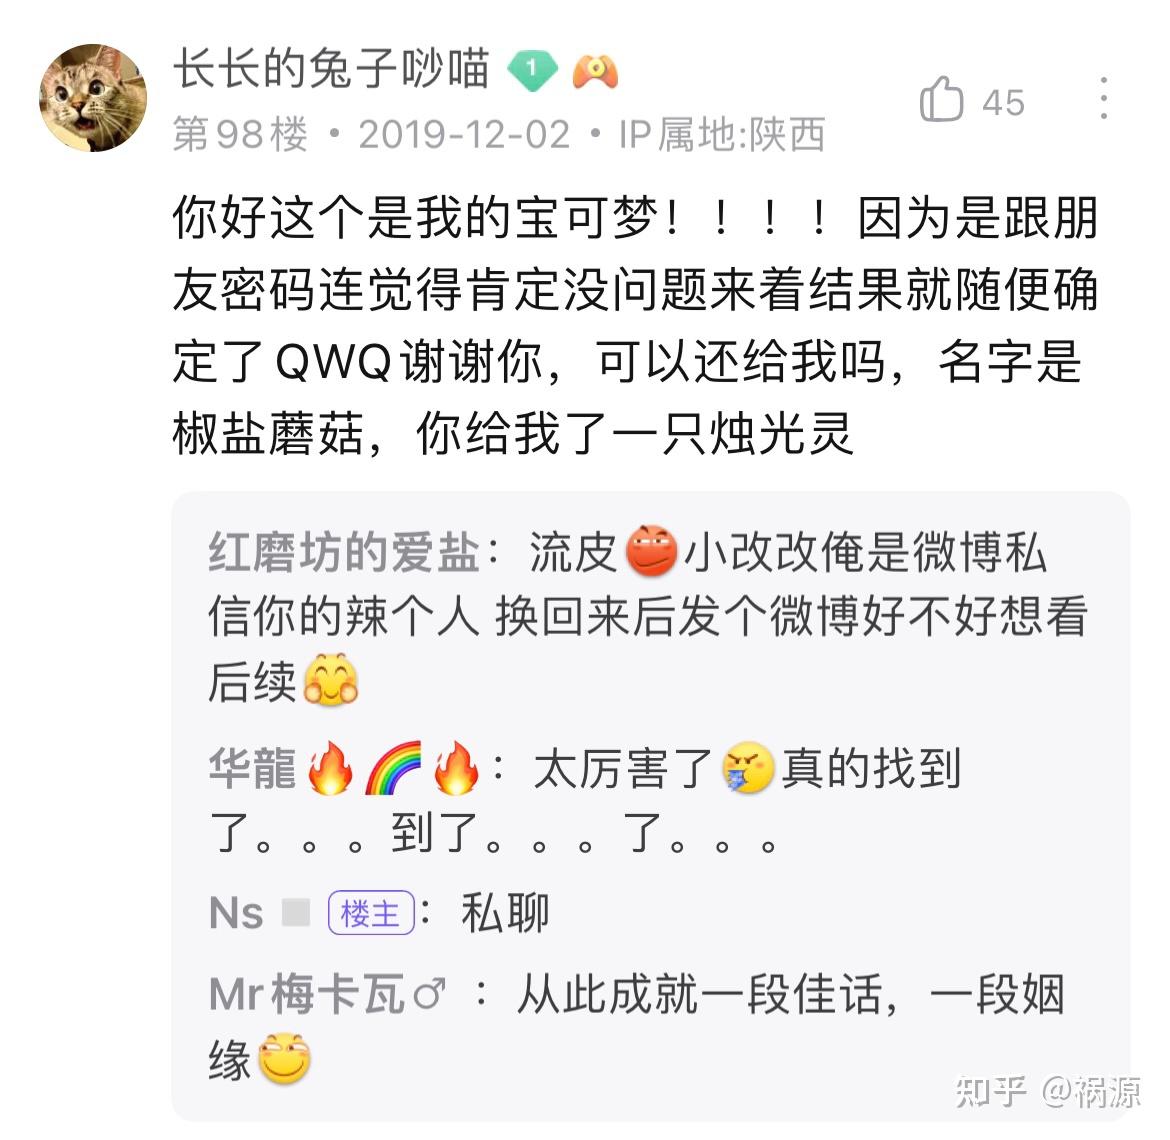 长长的兔子唦喵 1
45
第98楼 • 2019-12-02 • IP属地:陕西
你好这个是我的宝可梦！！！！因为是跟朋
友密码连觉得肯定没问题来着结果就随便确
定了QWQ谢谢你，可以还给我吗，名字是
椒盐蘑菇，你给我了一只烛光灵
红磨坊的爱盐：流皮小改改俺是微博私
信你的辣个人 换回来后发个微博好不好想看
后续
华龍🔥🌈🔥：太厉害了真的找到
了。。。到了。。。了。。。
Ns 楼主：私聊
Mr梅卡瓦♂：从此成就一段佳话，一段姻
缘
知乎 @祸源